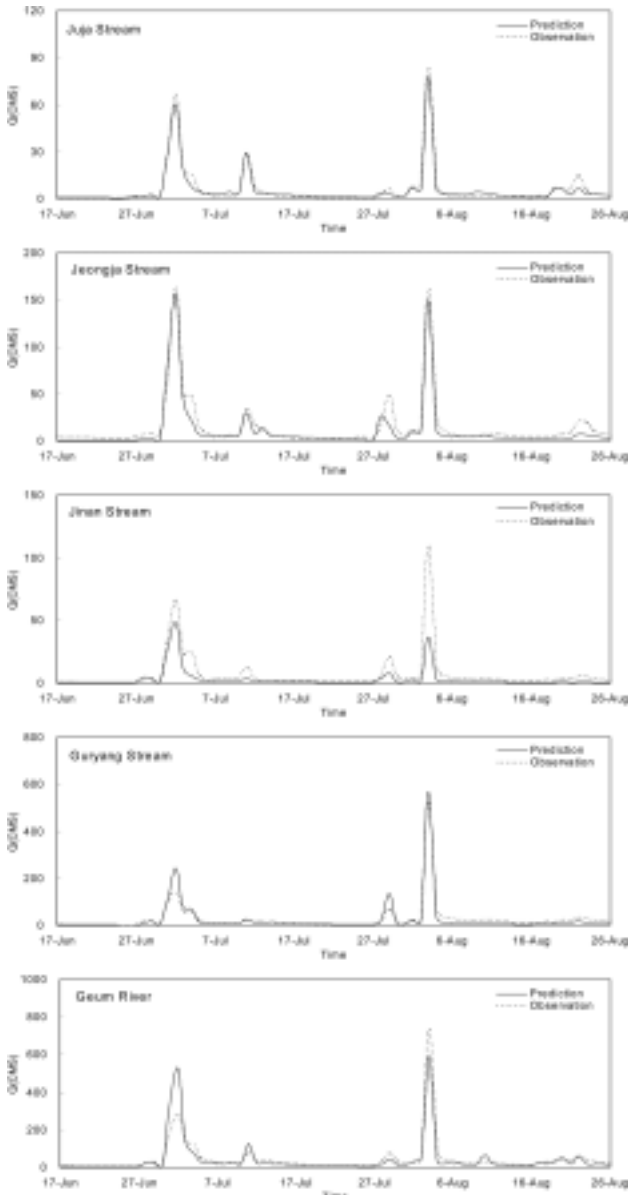 Juja Stream
Prediction
Observation
120
90
60
30
0
Q(CMS)
17-Jun 27-Jun 7-Jul 17-Jul 27-Jul 6-Aug 16-Aug 26-Aug
Time
Jeongja Stream
Prediction
Observation
200
150
100
50
0
Q(CMS)
17-Jun 27-Jun 7-Jul 17-Jul 27-Jul 6-Aug 16-Aug 26-Aug
Time
Jinan Stream
Prediction
Observation
150
100
50
0
Q(CMS)
17-Jun 27-Jun 7-Jul 17-Jul 27-Jul 6-Aug 16-Aug 26-Aug
Time
Guryang Stream
Prediction
Observation
800
600
400
200
0
Q(CMS)
17-Jun 27-Jun 7-Jul 17-Jul 27-Jul 6-Aug 16-Aug 26-Aug
Time
Geum River
Prediction
Observation
1000
800
600
400
200
0
Q(CMS)
17-Jun 27-Jun 7-Jul 17-Jul 27-Jul 6-Aug 16-Aug 26-Aug
Time